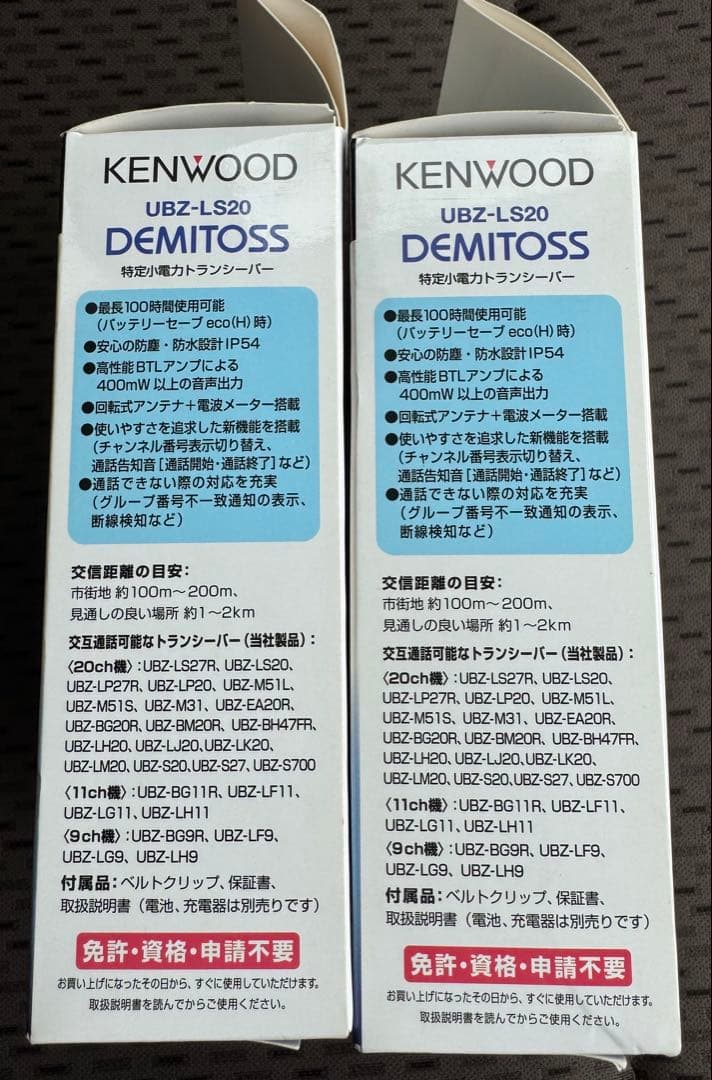 KENWOOD
UBZ-LS20
DEMITOSS
特定小電力トランシーバー
●最長100時間使用可能
(バッテリーセーブ eco(H) 時)
●安心の防塵・防水設計IP54
●高性能BTLアンプによる
400mW 以上の音声出力
●回転式アンテナ+電波メーター搭載
●使いやすさを追求した新機能を搭載
(チャンネル番号表示切り替え、
通話告知音[通話開始・通話終了]など)
●通話できない際の対応を充実
(グループ番号不一致通知の表示、
断線検知など)
交信距離の目安:
市街地 約100m~200m、
見通しの良い場所 約1~2km
交互通話可能なトランシーバー(当社製品):
〈20ch機〉:UBZ-LS27R、UBZ-LS20、
UBZ-LP27R、UBZ-LP20、UBZ-M51L、
UBZ-M51S、UBZ-M31、UBZ-EA20R、
UBZ-BG20R、UBZ-BM20R、UBZ-BH47FR、
UBZ-LH20、UBZ-LJ20、UBZ-LK20、
UBZ-LM20、UBZ-S20、UBZ-S27、UBZ-S700
〈11ch機〉:UBZ-BG11R、UBZ-LF11、
UBZ-LG11、UBZ-LH11
〈9ch機〉:UBZ-BG9R、UBZ-LF9、
UBZ-LG9、UBZ-LH9
付属品:ベルトクリップ、保証書、
取扱説明書(電池、充電器は別売りです)
免許・資格・申請不要
お買い上げになったその日から、すぐに使用していただけます。
取扱説明書を読んでからご使用ください。
KENWOOD
UBZ-LS20
DEMITOSS
特定小電力トランシーバー
●最長100時間使用可能
(バッテリーセーブ eco(H) 時)
●安心の防塵・防水設計IP54
●高性能BTLアンプによる
400mW 以上の音声出力
●回転式アンテナ+電波メーター搭載
●使いやすさを追求した新機能を搭載
(チャンネル番号表示切り替え、
通話告知音[通話開始・通話終了]など)
●通話できない際の対応を充実
(グループ番号不一致通知の表示、
断線検知など)
交信距離の目安:
市街地 約100m~200m、
見通しの良い場所 約1~2km
交互通話可能なトランシーバー(当社製品):
〈20ch機〉:UBZ-LS27R、UBZ-LS20、
UBZ-LP27R、UBZ-LP20、UBZ-M51L、
UBZ-M51S、UBZ-M31、UBZ-EA20R、
UBZ-BG20R、UBZ-BM20R、UBZ-BH47FR、
UBZ-LH20、UBZ-LJ20、UBZ-LK20、
UBZ-LM20、UBZ-S20、UBZ-S27、UBZ-S700
〈11ch機〉:UBZ-BG11R、UBZ-LF11、
UBZ-LG11、UBZ-LH11
〈9ch機〉:UBZ-BG9R、UBZ-LF9、
UBZ-LG9、UBZ-LH9
付属品:ベルトクリップ、保証書、
取扱説明書(電池、充電器は別売りです)
免許・資格・申請不要
お買い上げになったその日から、すぐに使用していただけます。
取扱説明書を読んでからご使用ください。